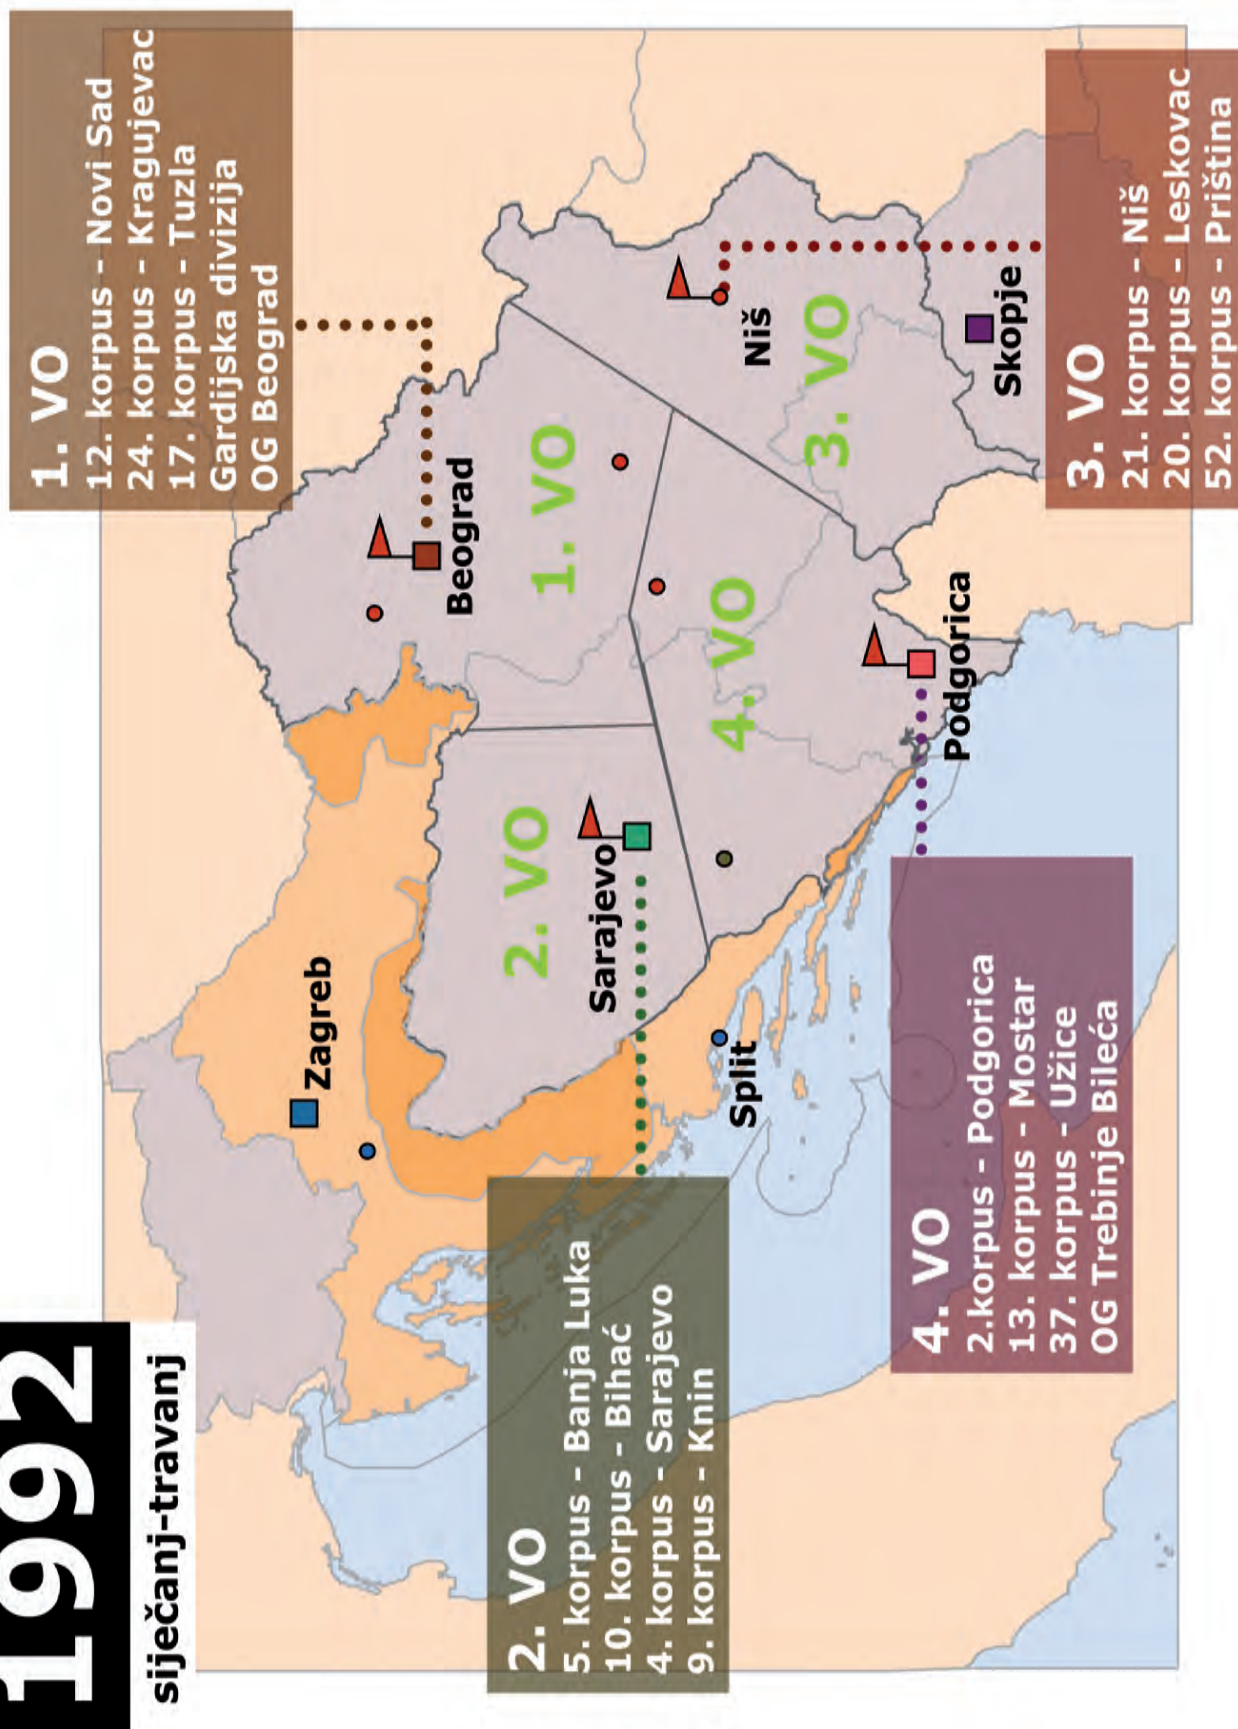 1992
siječanj-travanj
1. VO
12. korpus - Novi Sad
24. korpus - Kragujevac
17. korpus - Tuzla
Gardijska divizija
OG Beograd
Zagreb
Beograd
1. VO
2. VO
Sarajevo
2. VO
5. korpus - Banja Luka
10. korpus - Bihać
4. korpus - Sarajevo
9. korpus - Knin
Split
4. VO
Niš
3. VO
Podgorica
Skopje
4. VO
2.korpus - Podgorica
13. korpus - Mostar
37. korpus - Užice
OG Trebinje Bileća
3. VO
21. korpus - Niš
20. korpus - Leskovac
52. korpus - Priština